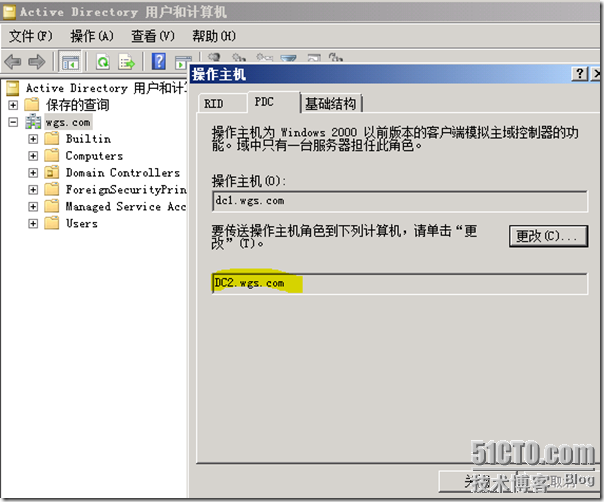 Active Directory 用户和计算机
文件(F) 操作(A) 查看(V) 帮助(H)
Active Directory 用户和计
保存的查询
wgs.com
Builtin
Computers
Domain Controllers
ForeignSecurityPrin
Managed Service Acc
Users
操作主机
RID PDC 基础结构
操作主机为 Windows 2000 以前版本的客户端模拟主域控制器的功
能。域中只有一台服务器担任此角色。
操作主机(O):
dc1.wgs.com
要传送操作主机角色到下列计算机，请单击“更
改”(T)。
更改(C)...
DC2.wgs.com
51CTO.com
技术博客 Blog